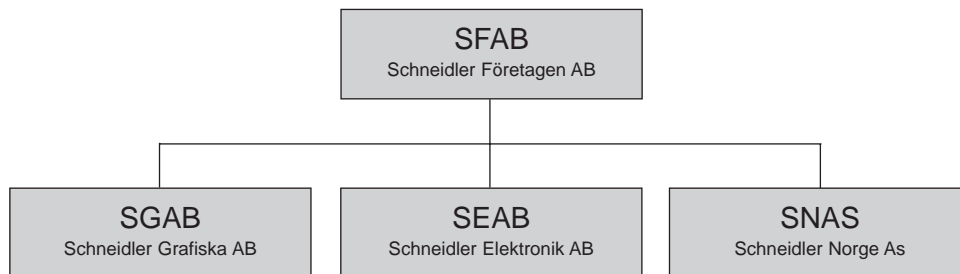 SFAB
Schneidler Företagen AB
SGAB
Schneidler Grafiska AB
SEAB
Schneidler Elektronik AB
SNAS
Schneidler Norge As